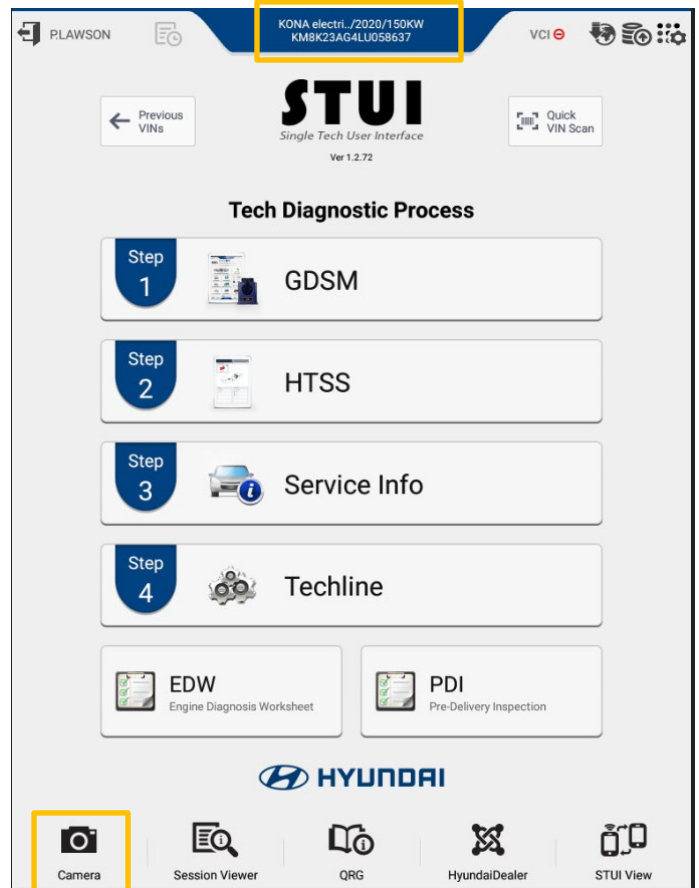 P.LAWSON
KONA electri../2020/150KW
KM8K23AG4LU058637
VCI
Previous
VINs
STUI
Single Tech User Interface
Ver 1.2.72
Quick
VIN Scan
Tech Diagnostic Process
Step
1
GDSM
Step
2
HTSS
Step
3
Service Info
Step
4
Techline
EDW
Engine Diagnosis Worksheet
PDI
Pre-Delivery Inspection
HYUNDAI
Camera
Session Viewer
QRG
HyundaiDealer
STUI View